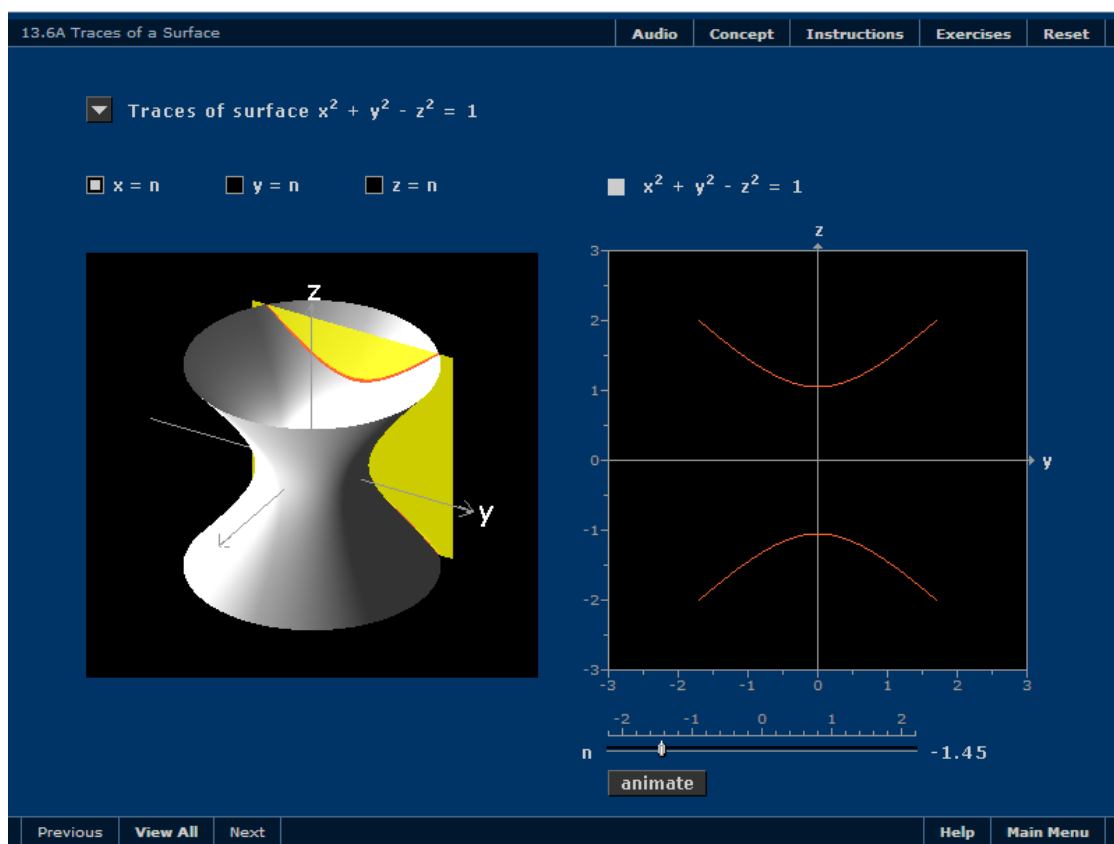 13.6A Traces of a Surface Audio Concept Instructions Exercises Reset
Traces of surface x² + y² - z² = 1
x = n y = n z = n x² + y² - z² = 1
z
3
2
1
0
-1
-2
-3
y
-3 -2 -1 0 1 2 3
z
y
-2 -1 0 1 2
n -1.45
animate
Previous View All Next Help Main Menu